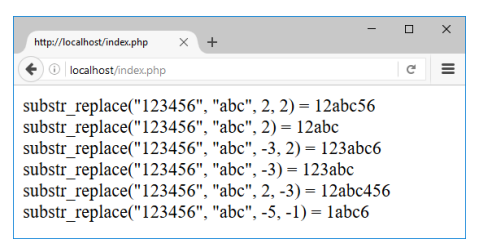 http://localhost/index.php
localhost/index.php
substr_replace("123456", "abc", 2, 2) = 12abc56
substr_replace("123456", "abc", 2) = 12abc
substr_replace("123456", "abc", -3, 2) = 123abc6
substr_replace("123456", "abc", -3) = 123abc
substr_replace("123456", "abc", 2, -3) = 12abc456
substr_replace("123456", "abc", -5, -1) = 1abc6